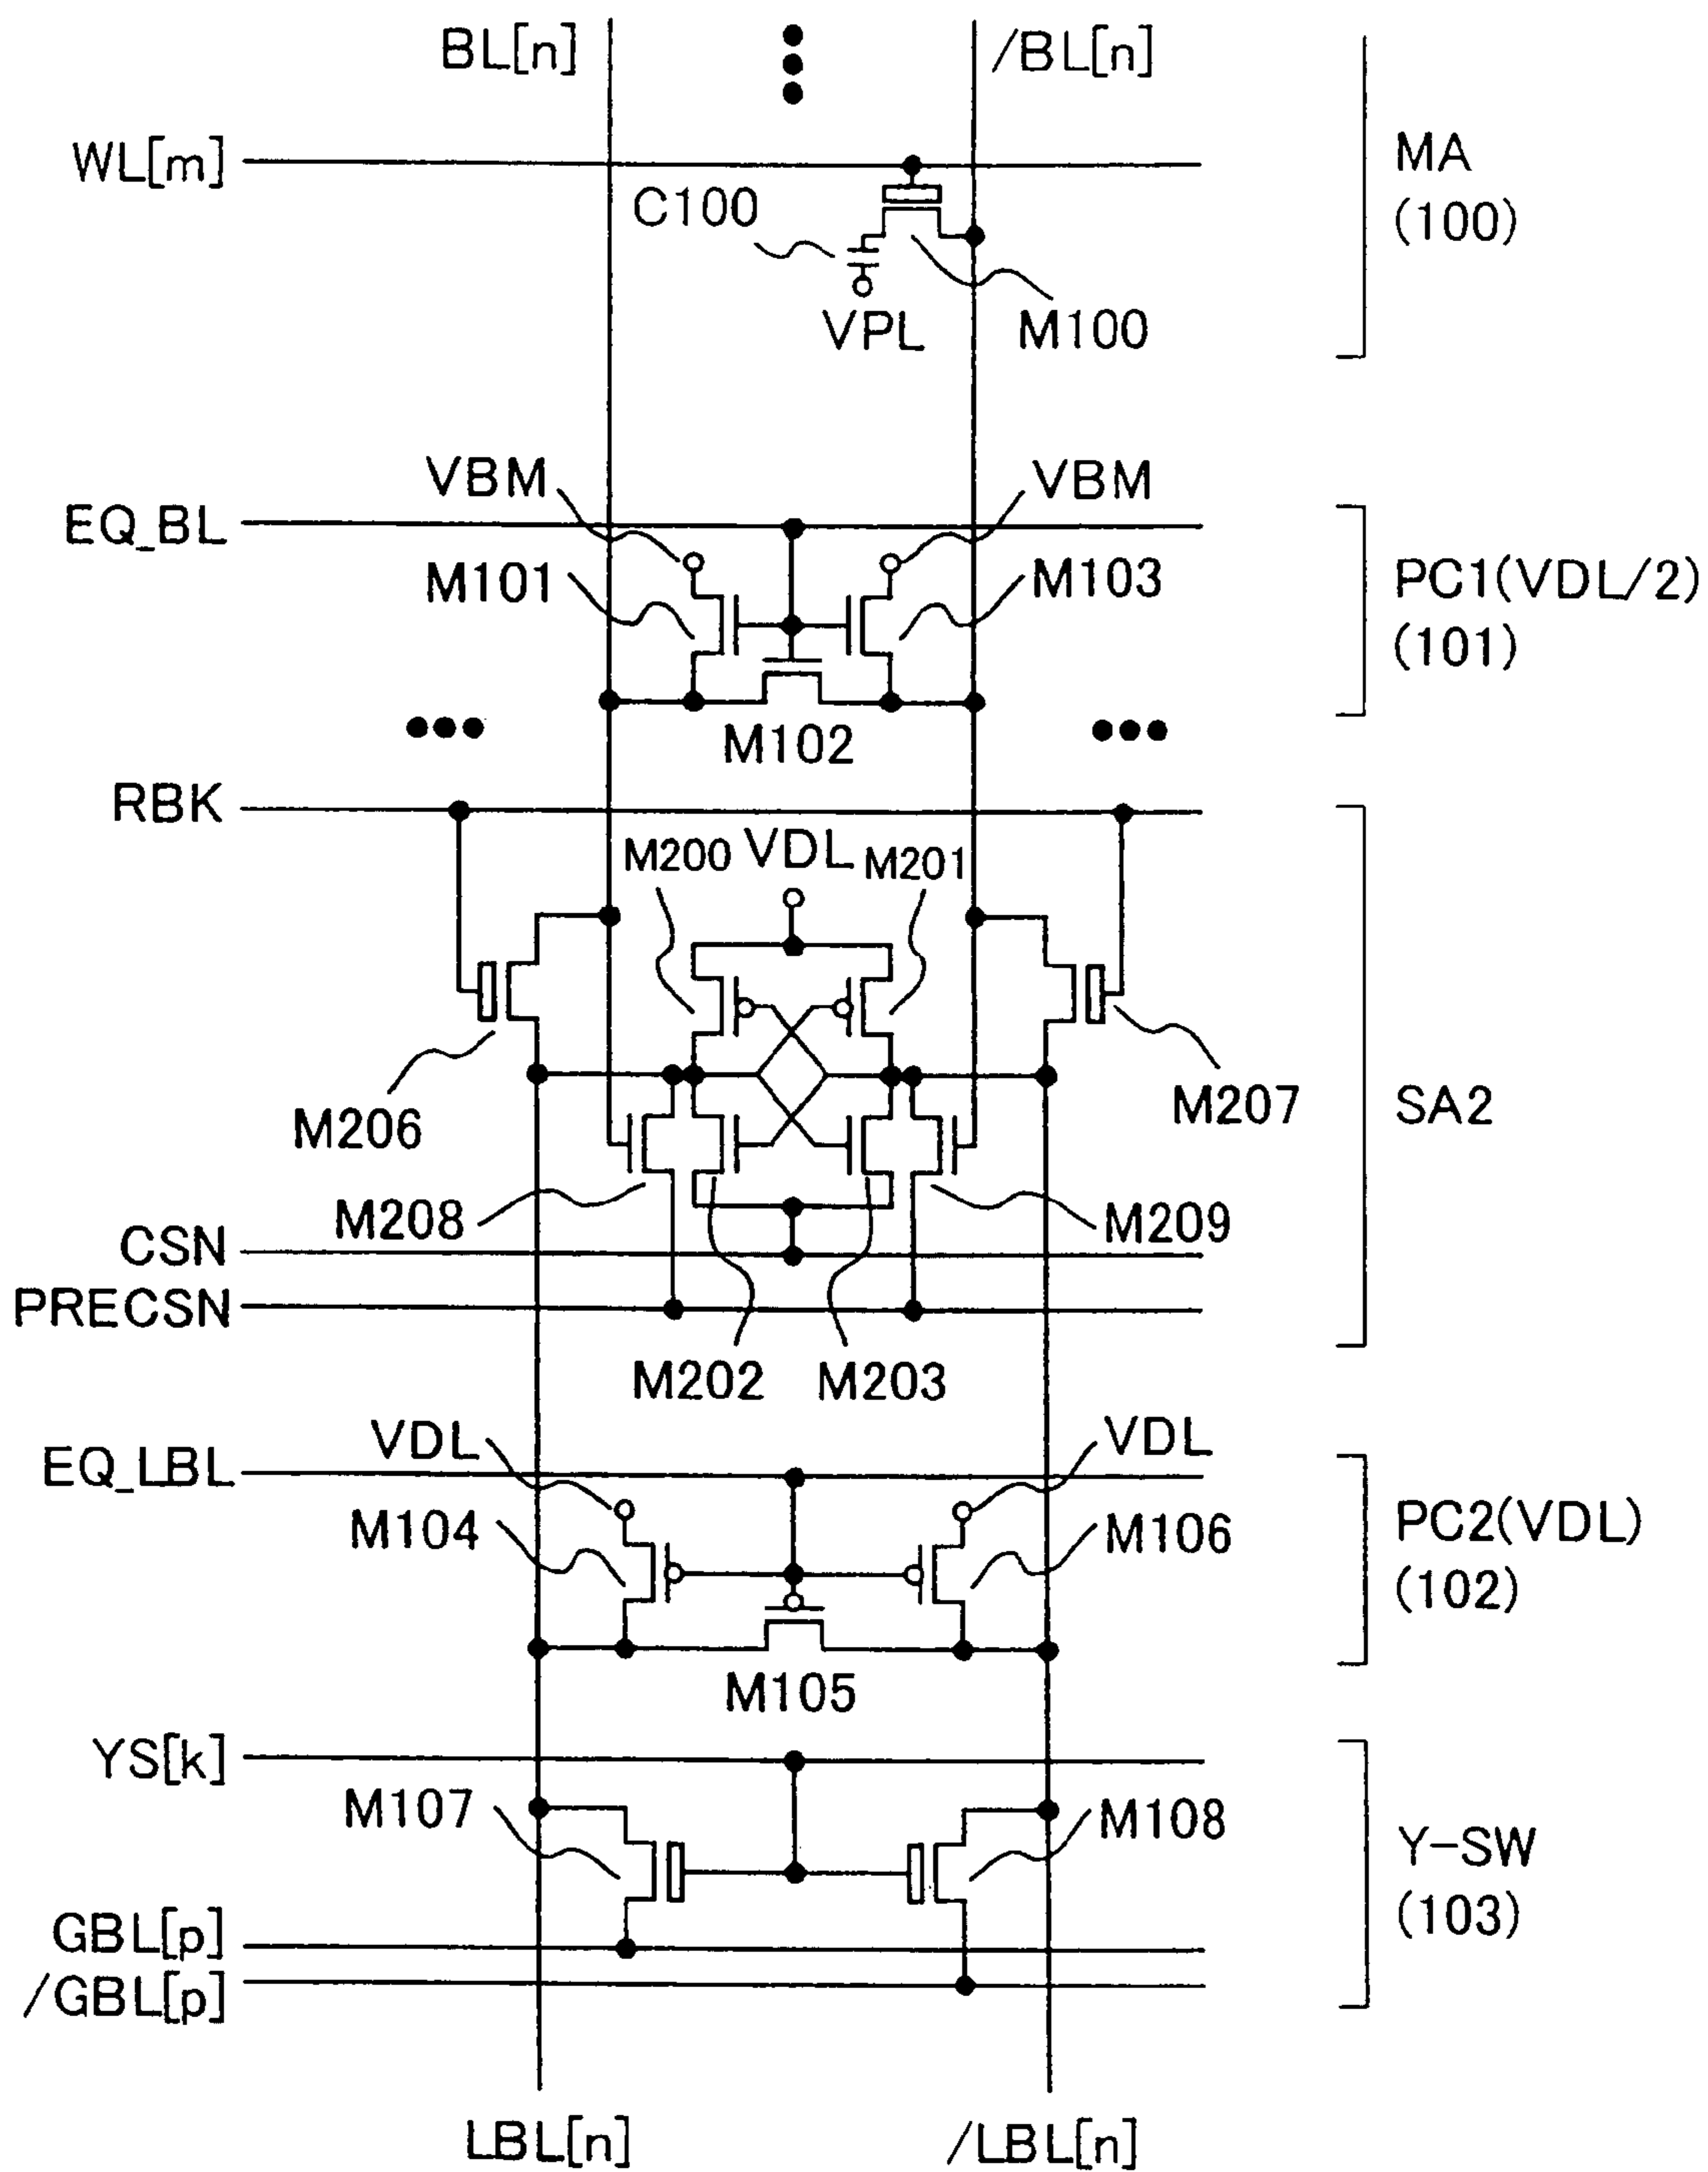 BL[n]
/BL[n]
WL[m]
C100
VPL
M100
MA
(100)
VBM
VBM
EQ_BL
M101
M103
M102
PC1(VDL/2)
(101)
RBK
M200
VDL
M201
M206
M207
SA2
M208
M209
CSN
PRECSN
M202
M203
VDL
VDL
EQ_LBL
M104
M106
M105
PC2(VDL)
(102)
YS[k]
M107
M108
Y-SW
(103)
GBL[p]
/GBL[p]
LBL[n]
/LBL[n]